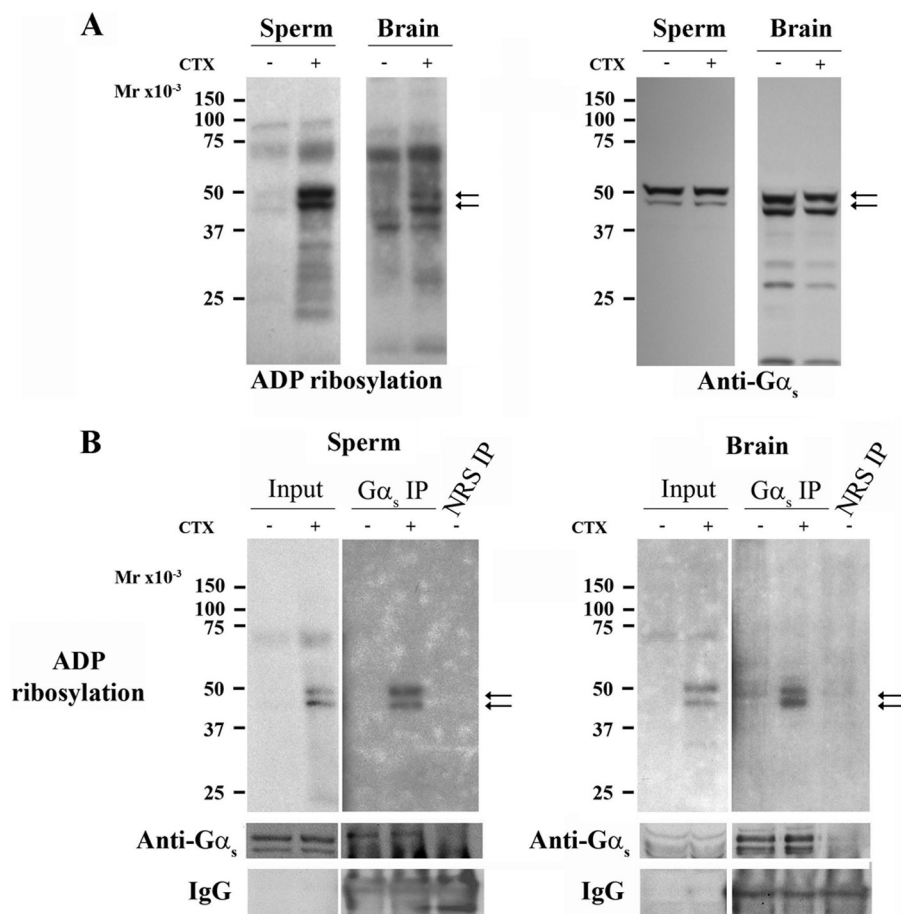 A
Sperm Brain Sperm Brain
CTX - + - + CTX - + - +
Mr x10⁻³
150 150
100 100
75 75
50 50
37 37
25 25
ADP ribosylation Anti-Gαₛ
B
Sperm Brain
Input Gαₛ IP NRS IP Input Gαₛ IP NRS IP
CTX - + - + - CTX - + - + -
Mr x10⁻³
150 150
100 100
75 75
ADP
ribosylation
50 50
37 37
25 25
Anti-Gαₛ Anti-Gαₛ
IgG IgG